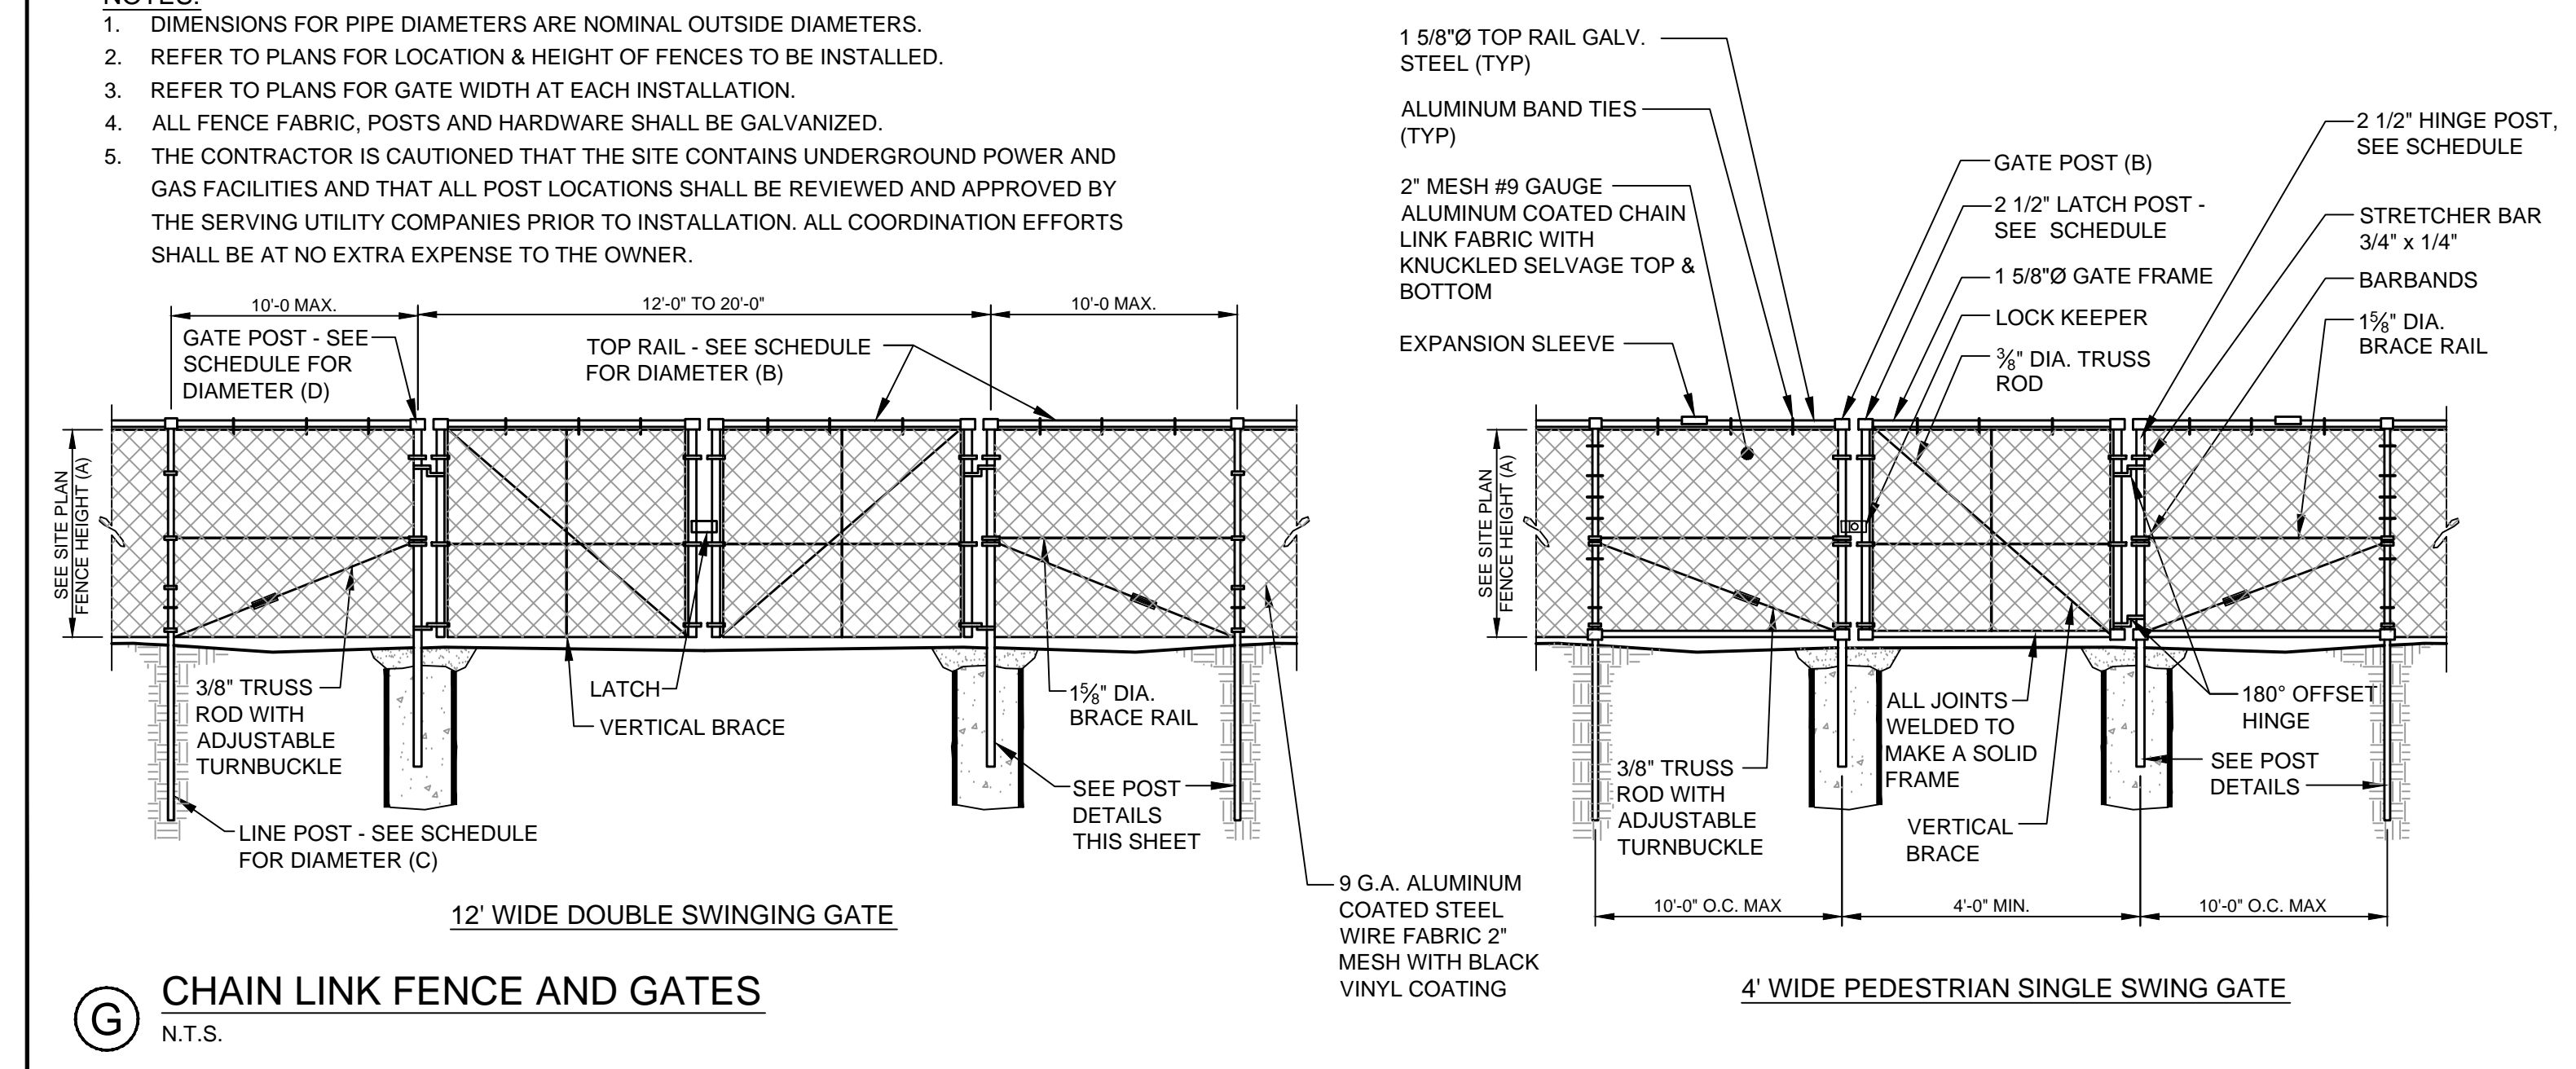 NOTES:
1. DIMENSIONS FOR PIPE DIAMETERS ARE NOMINAL OUTSIDE DIAMETERS.
2. REFER TO PLANS FOR LOCATION & HEIGHT OF FENCES TO BE INSTALLED.
3. REFER TO PLANS FOR GATE WIDTH AT EACH INSTALLATION.
4. ALL FENCE FABRIC, POSTS AND HARDWARE SHALL BE GALVANIZED.
5. THE CONTRACTOR IS CAUTIONED THAT THE SITE CONTAINS UNDERGROUND POWER AND
GAS FACILITIES AND THAT ALL POST LOCATIONS SHALL BE REVIEWED AND APPROVED BY
THE SERVING UTILITY COMPANIES PRIOR TO INSTALLATION. ALL COORDINATION EFFORTS
SHALL BE AT NO EXTRA EXPENSE TO THE OWNER.
10'-0 MAX.
12'-0" TO 20'-0"
10'-0 MAX.
GATE POST - SEE
SCHEDULE FOR
DIAMETER (D)
TOP RAIL - SEE SCHEDULE
FOR DIAMETER (B)
SEE SITE PLAN
FENCE HEIGHT (A)
3/8" TRUSS
ROD WITH
ADJUSTABLE
TURNBUCKLE
LATCH
VERTICAL BRACE
1⅝" DIA.
BRACE RAIL
SEE POST
DETAILS
THIS SHEET
LINE POST - SEE SCHEDULE
FOR DIAMETER (C)
12' WIDE DOUBLE SWINGING GATE
9 G.A. ALUMINUM
COATED STEEL
WIRE FABRIC 2"
MESH WITH BLACK
VINYL COATING
1 5/8"Ø TOP RAIL GALV.
STEEL (TYP)
ALUMINUM BAND TIES
(TYP)
2" MESH #9 GAUGE
ALUMINUM COATED CHAIN
LINK FABRIC WITH
KNUCKLED SELVAGE TOP &
BOTTOM
EXPANSION SLEEVE
GATE POST (B)
2 1/2" LATCH POST -
SEE SCHEDULE
1 5/8"Ø GATE FRAME
LOCK KEEPER
⅜" DIA. TRUSS
ROD
2 1/2" HINGE POST,
SEE SCHEDULE
STRETCHER BAR
3/4" x 1/4"
BARBANDS
1⅝" DIA.
BRACE RAIL
SEE SITE PLAN
FENCE HEIGHT (A)
3/8" TRUSS
ROD WITH
ADJUSTABLE
TURNBUCKLE
ALL JOINTS
WELDED TO
MAKE A SOLID
FRAME
VERTICAL
BRACE
180° OFFSET
HINGE
SEE POST
DETAILS
10'-0" O.C. MAX
4'-0" MIN.
10'-0" O.C. MAX
4' WIDE PEDESTRIAN SINGLE SWING GATE
G
CHAIN LINK FENCE AND GATES
N.T.S.